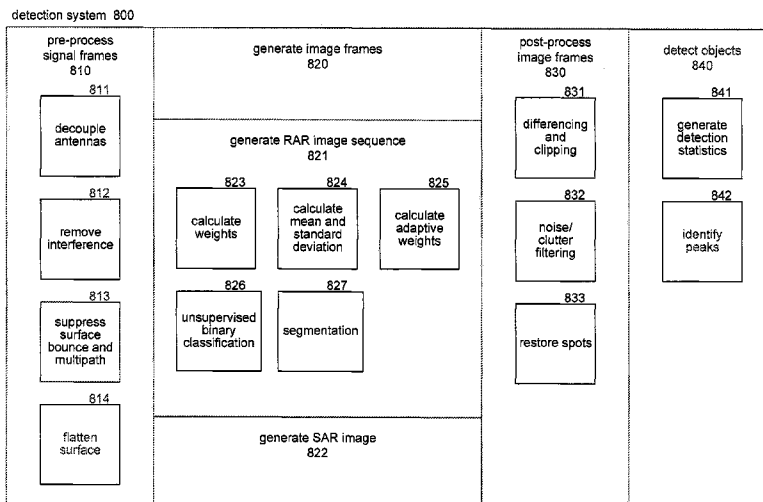 detection system 800
pre-process
signal frames
810
811
decouple
antennas
812
remove
interference
813
suppress
surface
bounce and
multipath
814
flatten
surface
generate image frames
820
generate RAR image sequence
821
823
calculate
weights
824
calculate
mean and
standard
deviation
825
calculate
adaptive
weights
826
unsupervised
binary
classification
827
segmentation
generate SAR image
822
post-process
image frames
830
831
differencing
and
clipping
832
noise/
clutter
filtering
833
restore spots
detect objects
840
841
generate
detection
statistics
842
identify
peaks